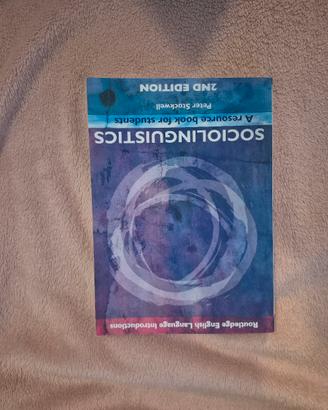 Routledge English Language Introductions
SOCIOLINGUISTICS
A resource book for students
Peter Stockwell
2ND EDITION